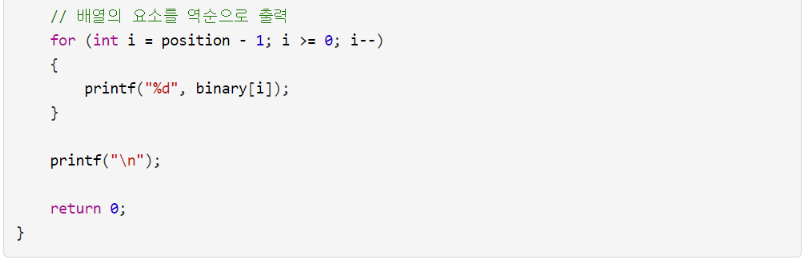 // 배열의 요소를 역순으로 출력
for (int i = position - 1; i >= 0; i--)
{
printf("%d", binary[i]);
}
printf("\n");
return 0;
}